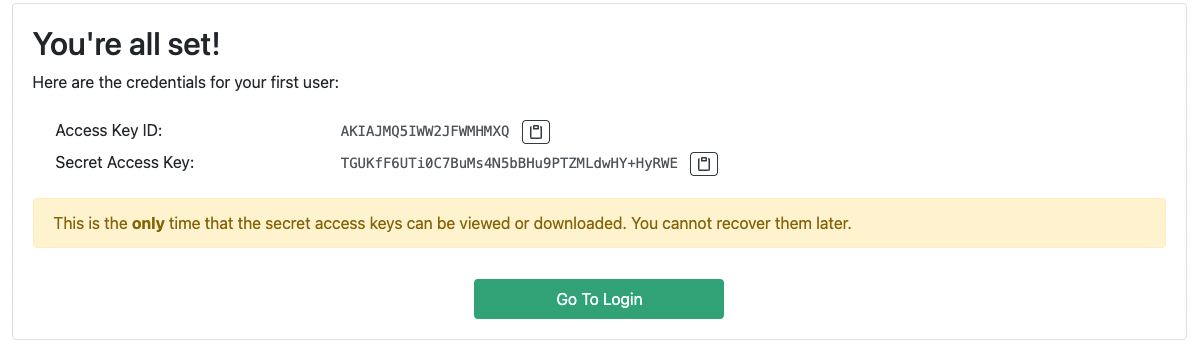 You're all set!
Here are the credentials for your first user:
Access Key ID: AKIAJMQ5IWW2JFWMHMXQ
Secret Access Key: TGUKfF6UTi0C7BuMs4N5bBHu9PTZMLdwHY+HyRWE
This is the only time that the secret access keys can be viewed or downloaded. You cannot recover them later.
Go To Login